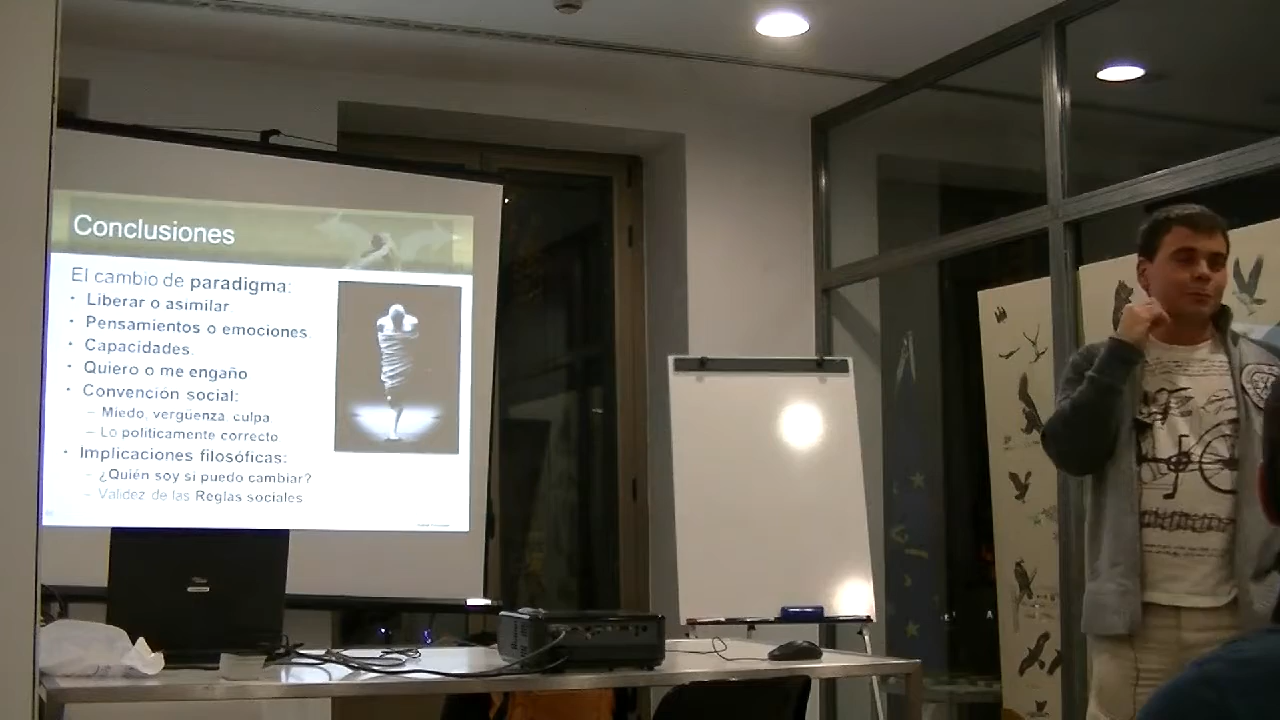 Conclusiones
El cambio de paradigma:
• Liberar o asimilar
• Pensamientos o emociones.
• Capacidades.
• Quiero o me engaño
• Convención social:
– Miedo, vergüenza, culpa
– Lo políticamente correcto
• Implicaciones filosóficas:
– ¿Quién soy si puedo cambiar?
– Validez de las Reglas sociales